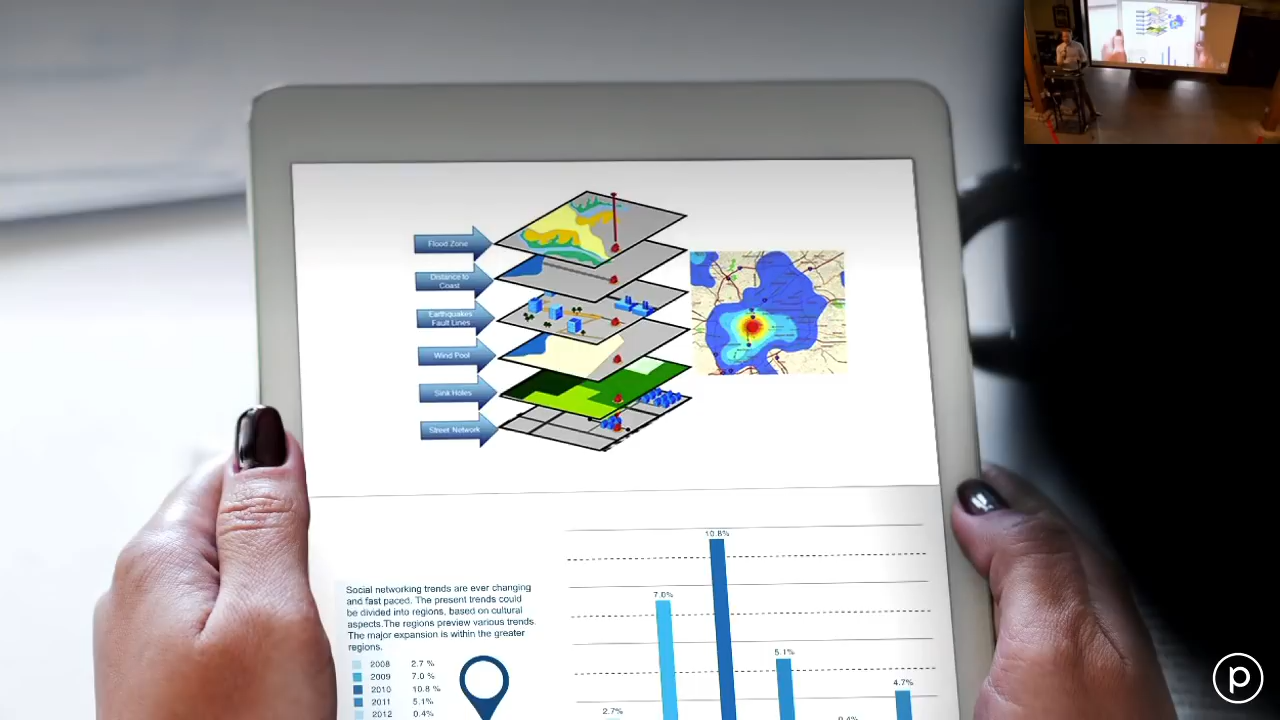 Flood Zone
Distance to
Coast
Earthquakes
Fault Lines
Wind Pool
Sink Holes
Street Network
Social networking trends are ever changing
and fast paced. The present trends could
be divided into regions, based on cultural
aspects.The regions preview various trends.
The major expansion is within the greater
regions.
2008 2.7 %
2009 7.0 %
2010 10.8 %
2011 5.1%
2012 0.4%
10.8%
7.0%
5.1%
4.7%
2.7%
0.4%
p